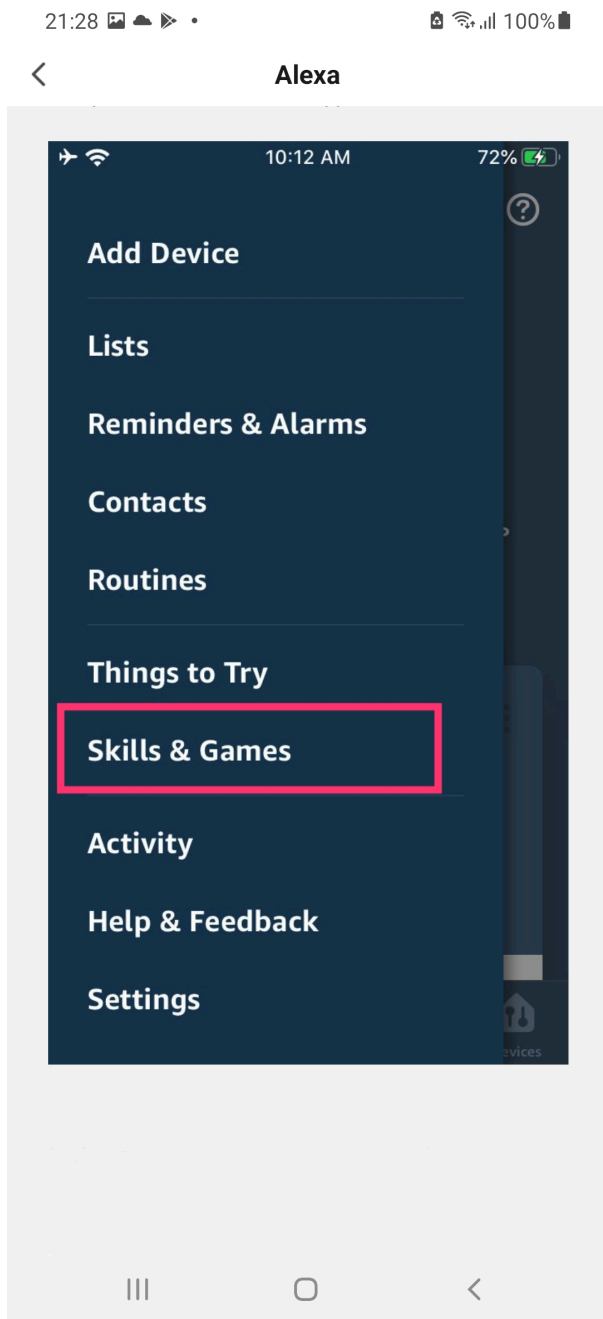 21:28
100%
Alexa
10:12 AM
72%
Add Device
Lists
Reminders & Alarms
Contacts
Routines
Things to Try
Skills & Games
Activity
Help & Feedback
Settings
evices